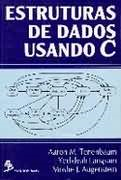 ESTRUTURAS
DE DADOS
USANDO C
Aaron M. Tenenbaum
Yedidyah Langsam
Moshe J. Augenstein